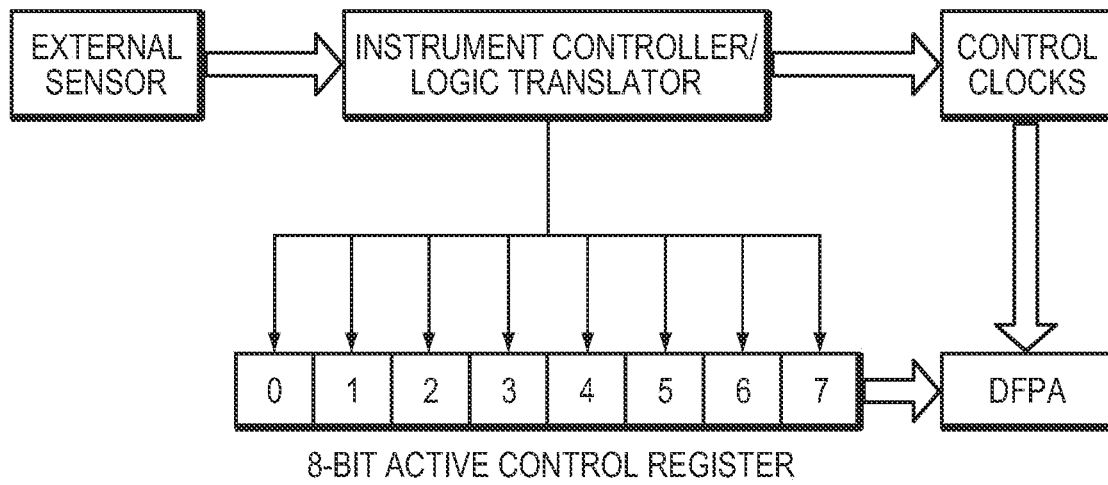 EXTERNAL
SENSOR
INSTRUMENT CONTROLLER/
LOGIC TRANSLATOR
CONTROL
CLOCKS
0 1 2 3 4 5 6 7
DFPA
8-BIT ACTIVE CONTROL REGISTER